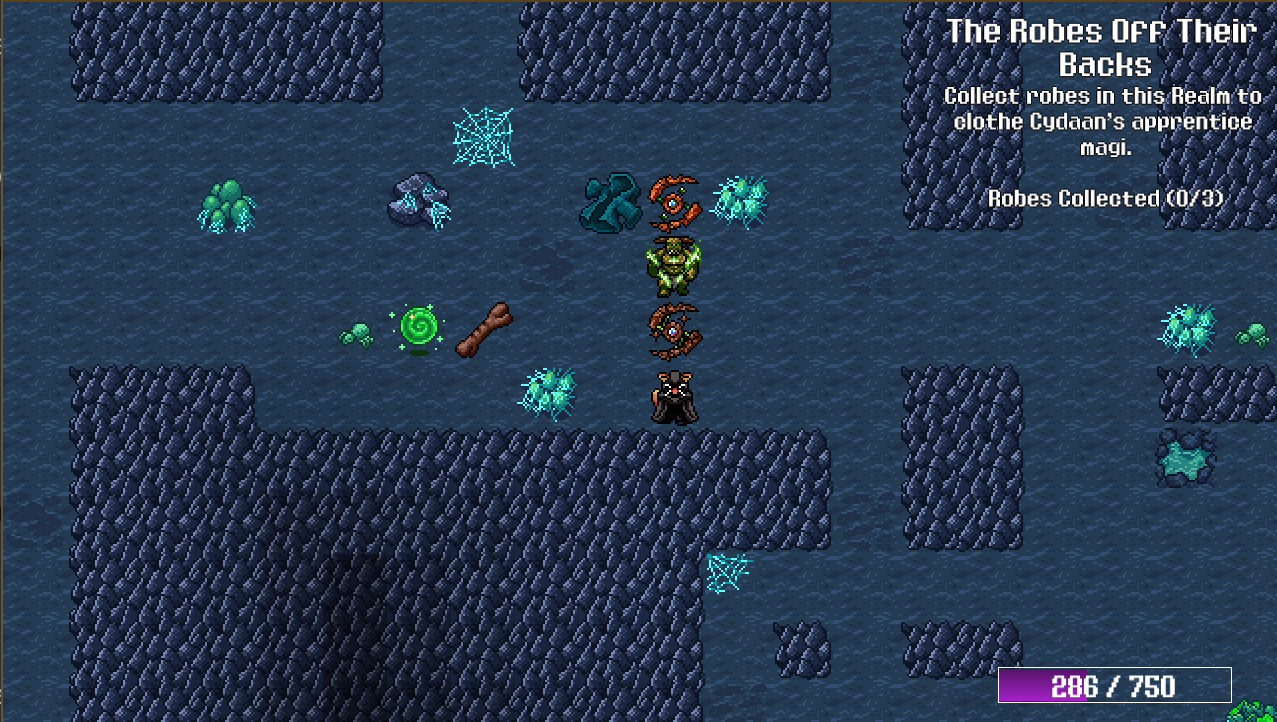 The Robes Off Their
Backs
Collect robes in this Realm to
clothe Cydaan's apprentice
magi.
Robes Collected (0/3)
286 / 750